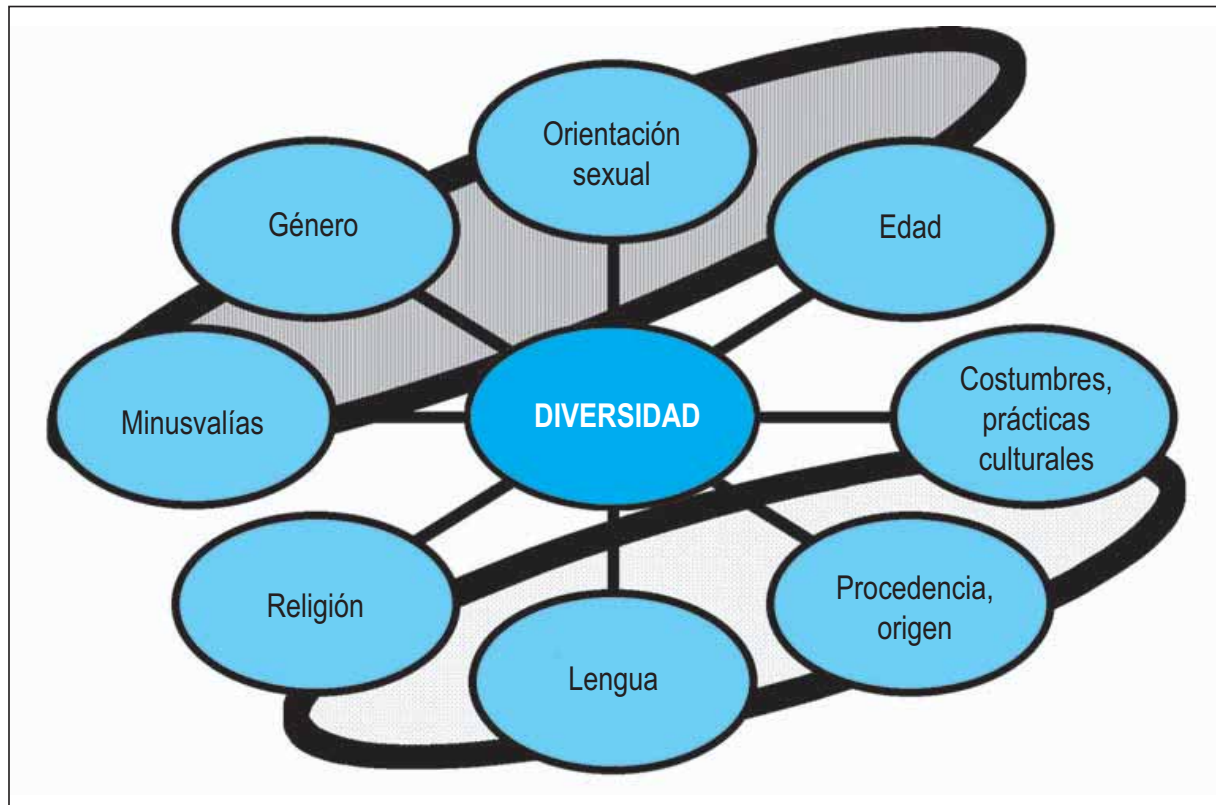 Orientación
sexual
Género
Edad
Minusvalías
DIVERSIDAD
Costumbres,
prácticas
culturales
Religión
Procedencia,
origen
Lengua